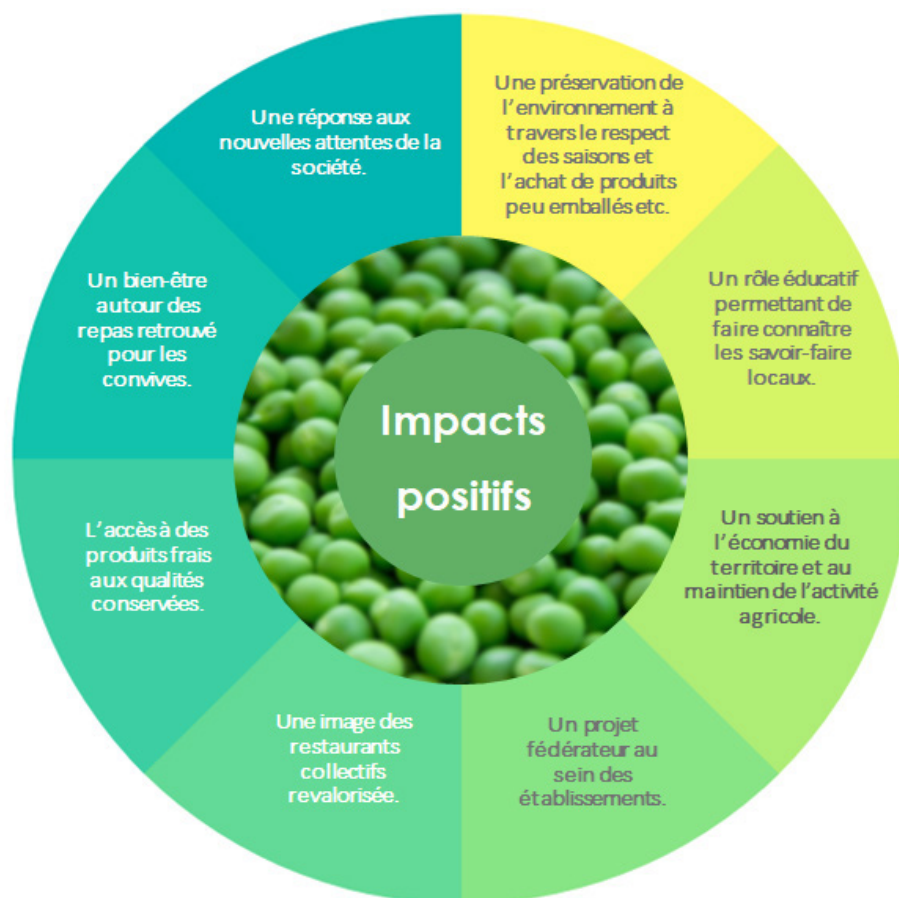 Une préservation de
l'environnement à
travers le respect
des saisons et
l'achat de produits
peu emballés etc.
Un rôle éducatif
permettant de
faire connaître
les savoir-faire
locaux.
Un soutien à
l'économie du
territoire et au
maintien de l'activité
agricole.
Un projet
fédérateur au
sein des
établissements.
Une image des
restaurants
collectifs
revalorisée.
L'accès à des
produits frais
aux qualités
conservées.
Un bien-être
autour des
repas retrouvé
pour les
convives.
Une réponse aux
nouvelles attentes de la
société.
Impacts
positifs